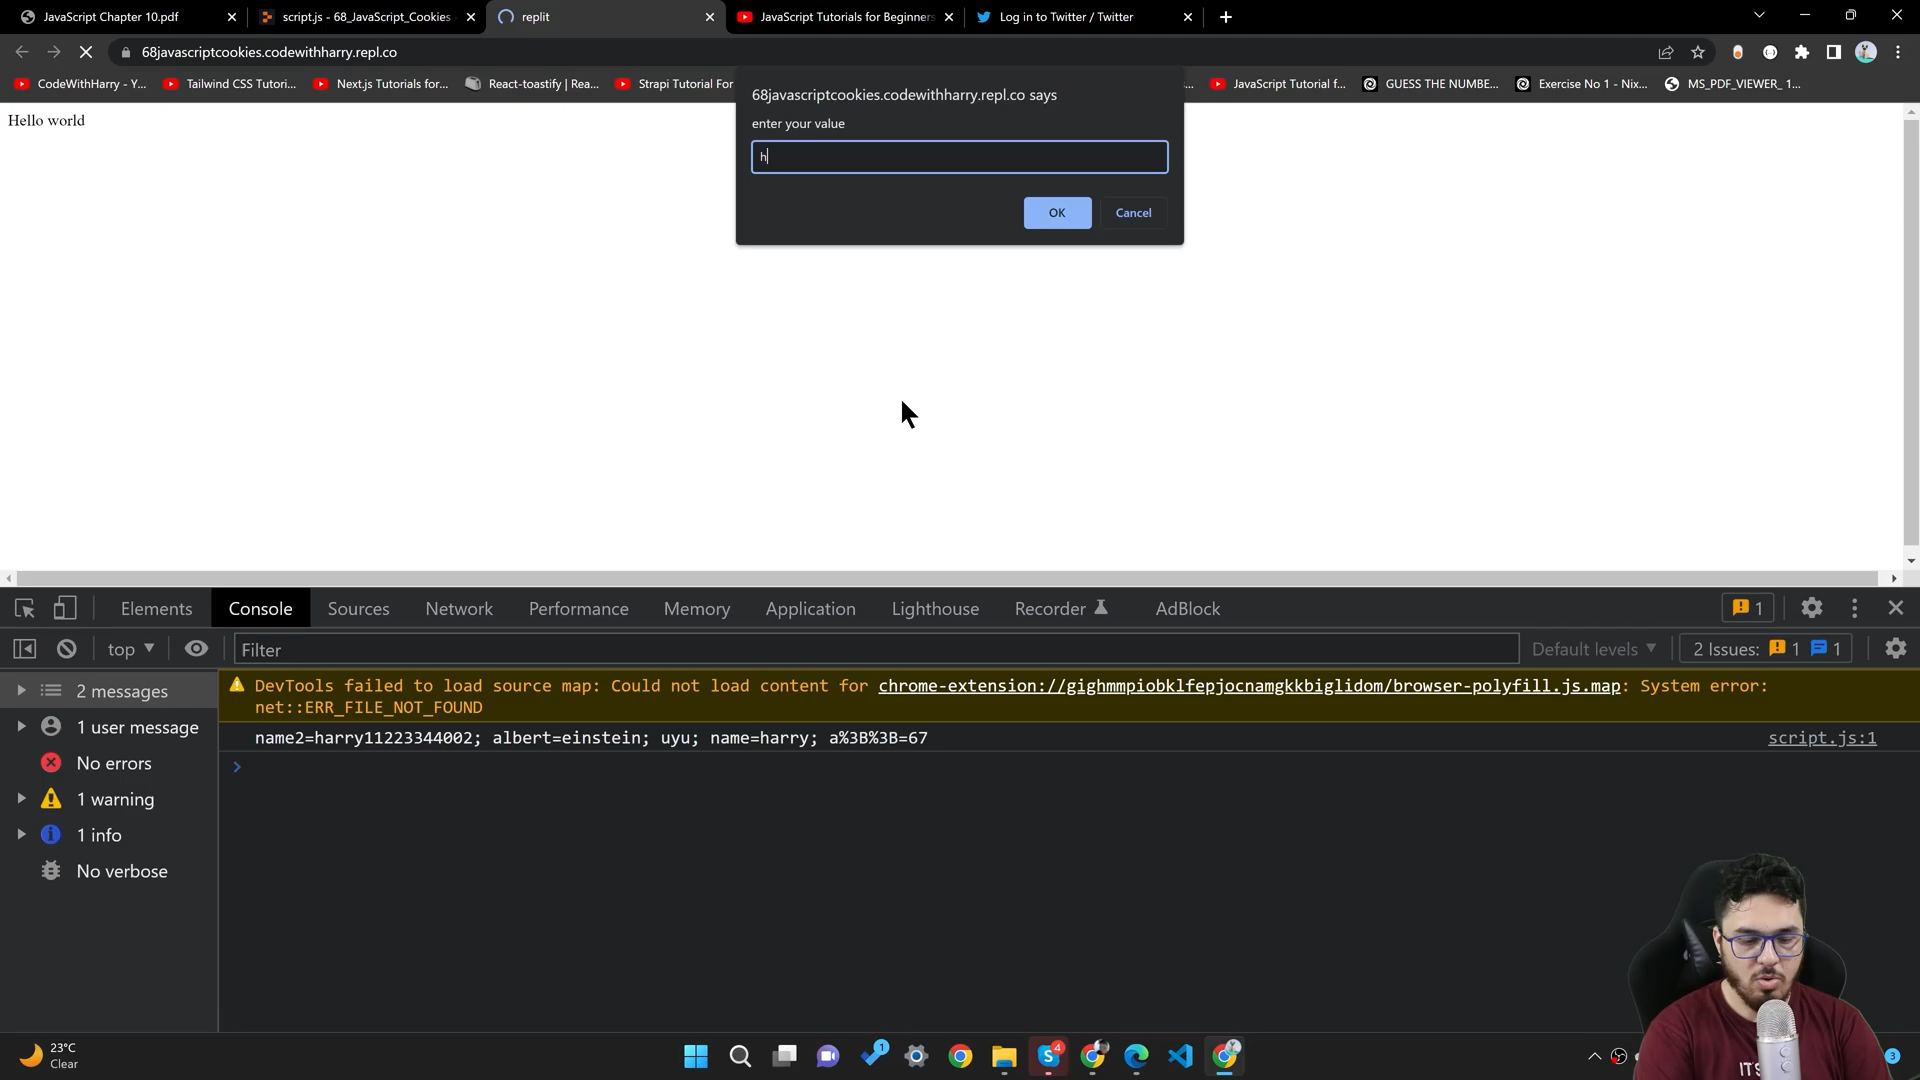 JavaScript Chapter 10.pdf
script.js - 68_JavaScript_Cookies
replit
JavaScript Tutorials for Beginners
Log in to Twitter / Twitter
68javascriptcookies.codewithharry.repl.co
CodeWithHarry - Y...
Tailwind CSS Tutori...
Next.js Tutorials for...
React-toastify | Rea...
Strapi Tutorial For
JavaScript Tutorial f...
GUESS THE NUMBE...
Exercise No 1 - Nix...
MS_PDF_VIEWER_ 1...
68javascriptcookies.codewithharry.repl.co says
enter your value
h
OK
Cancel
Hello world
Elements
Console
Sources
Network
Performance
Memory
Application
Lighthouse
Recorder
AdBlock
1
top
Filter
Default levels
2 Issues: 1 1
2 messages
1 user message
No errors
1 warning
1 info
No verbose
DevTools failed to load source map: Could not load content for chrome-extension://gighmmpiobklfepjocnamgkkbiglidom/browser-polyfill.js.map: System error:
net::ERR_FILE_NOT_FOUND
name2=harry11223344002; albert=einstein; uyu; name=harry; a%3B%3B=67
script.js:1
IT'S
23°C
Clear
1
4
3